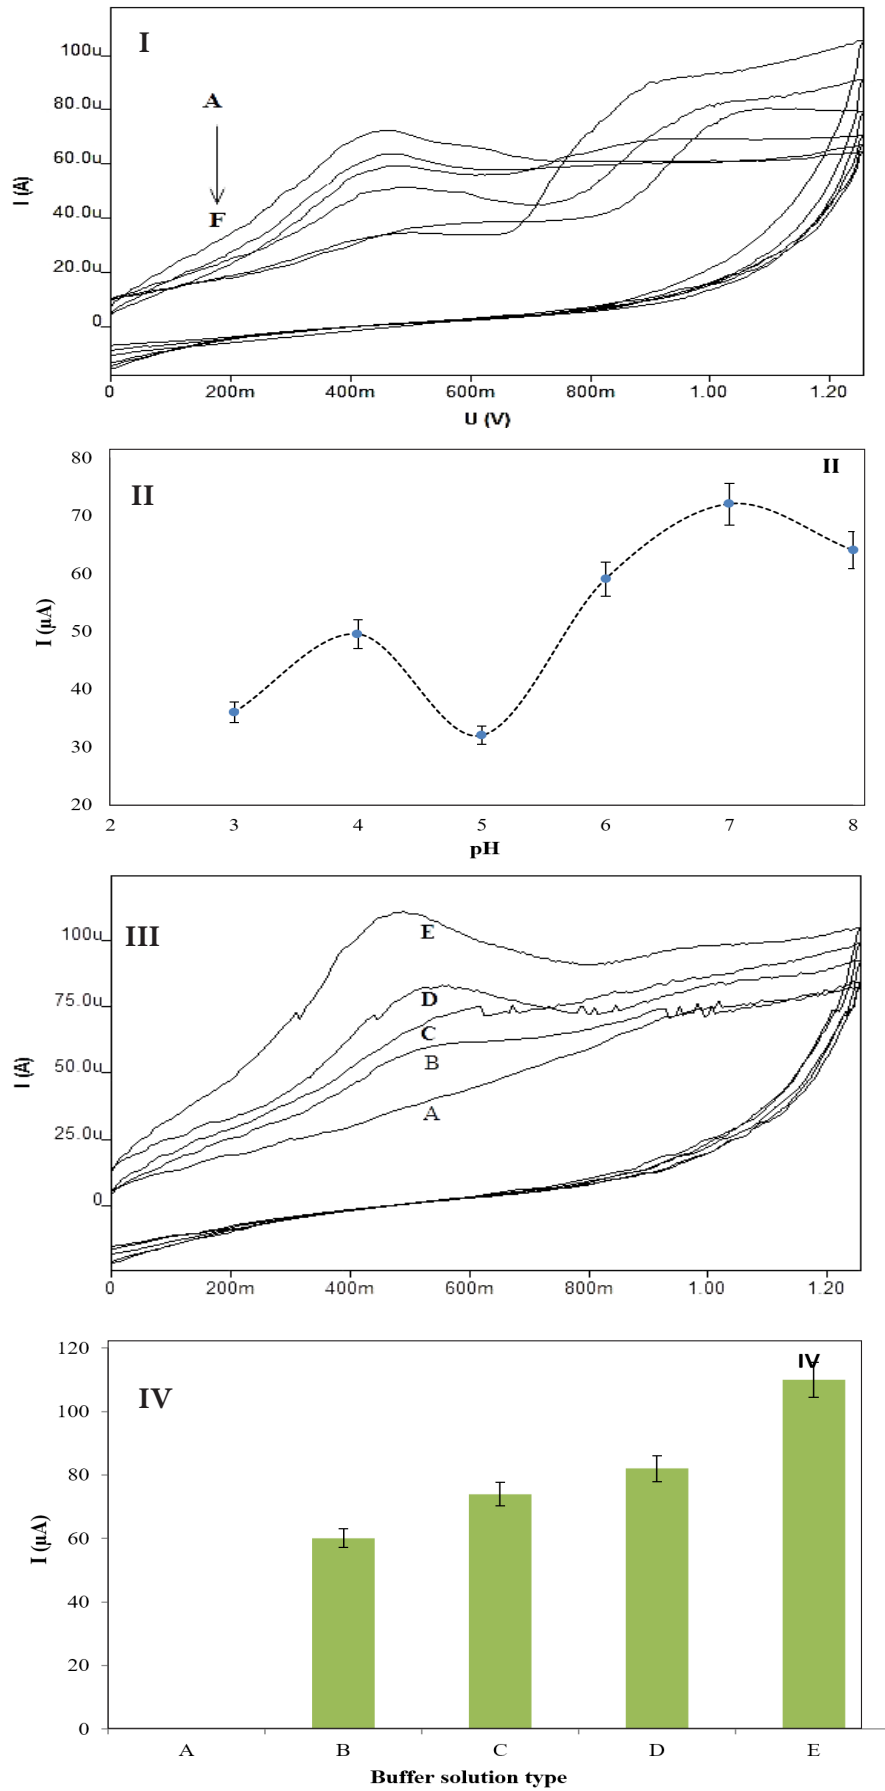 I
100u
80.0u
60.0u
40.0u
20.0u
0
I (A)
A
F
0 200m 400m 600m 800m 1.00 1.20
U (V)
II
II
80
70
60
50
40
30
20
I (µA)
2 3 4 5 6 7 8
pH
III
100u
75.0u
50.0u
25.0u
0
I (A)
E
D
C
B
A
0 200m 400m 600m 800m 1.00 1.20
IV
IV
120
100
80
60
40
20
0
I (µA)
A B C D E
Buffer solution type